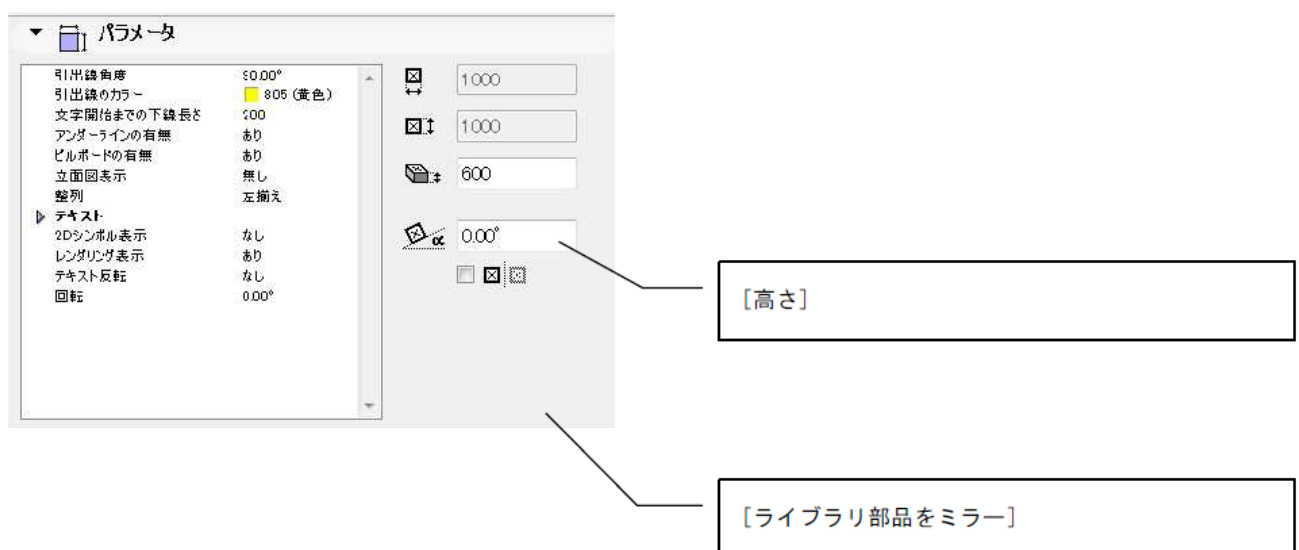 パラメータ
引出線角度 90.00°
引出線のカラー 805 (黄色)
文字開始までの下線長さ
アンダーラインの有無 あり
ビルボードの有無 あり
立面図表示 無し
整列 左揃え
テキスト
2Dシンボル表示 なし
レンダリング表示 あり
テキスト反転 なし
回転 0.00°
1000
1000
600
α 0.00°
[高さ]
[ライブラリ部品をミラー]